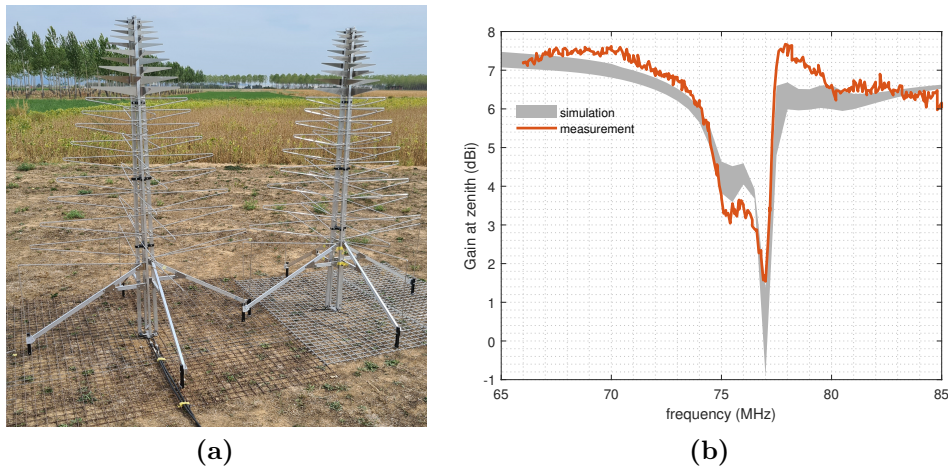 8
7
6
5
4
3
2
1
0
-1
Gain at zenith (dBi)
simulation
measurement
65 70 75 80 85
frequency (MHz)
(a) (b)